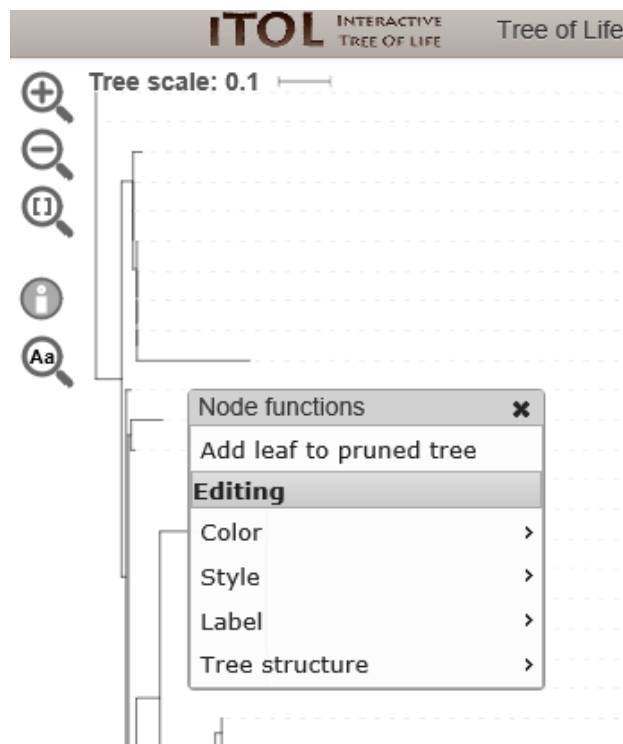 iTOL INTERACTIVE
TREE OF LIFE
Tree of Life
Tree scale: 0.1
[ ]
i
Aa
Node functions ✖
Add leaf to pruned tree
Editing
Color ›
Style ›
Label ›
Tree structure ›